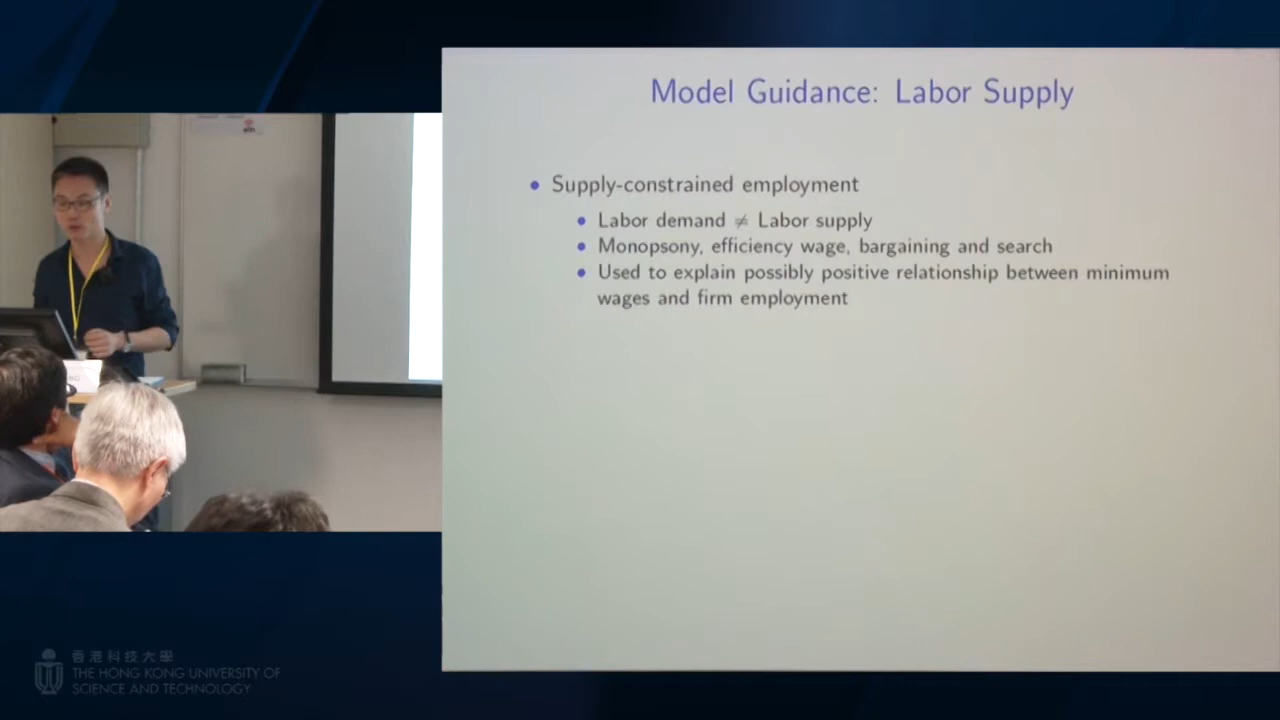 Model Guidance: Labor Supply
• Supply-constrained employment
• Labor demand ≠ Labor supply
• Monopsony, efficiency wage, bargaining and search
• Used to explain possibly positive relationship between minimum
wages and firm employment
香港科技大學
THE HONG KONG UNIVERSITY OF
SCIENCE AND TECHNOLOGY